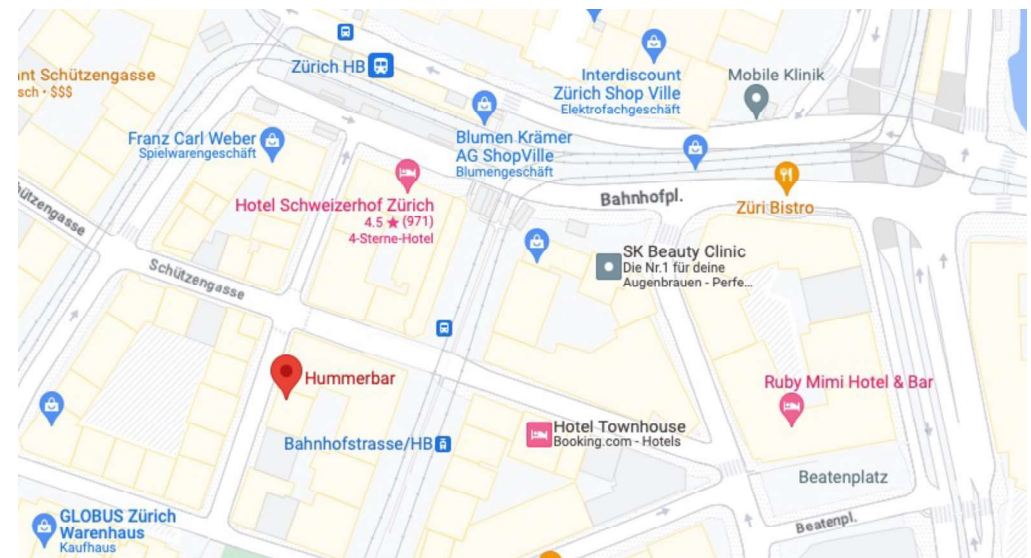 Zürich HB
nt Schützengasse
sch • $$$
Interdiscount
Zürich Shop Ville
Elektrofachgeschäft
Mobile Klinik
Franz Carl Weber
Spielwarengeschäft
Blumen Krämer
AG ShopVille
Blumengeschäft
Hotel Schweizerhof Zürich
4.5 ★ (971)
4-Sterne-Hotel
Bahnhofpl.
Züri Bistro
Schützengasse
SK Beauty Clinic
Die Nr.1 für deine
Augenbrauen - Perfe...
Schützengasse
Hummerbar
Ruby Mimi Hotel & Bar
Bahnhofstrasse/HB
Hotel Townhouse
Booking.com - Hotels
Beatenplatz
GLOBUS Zürich
Warenhaus
Kaufhaus
Beatenpl.